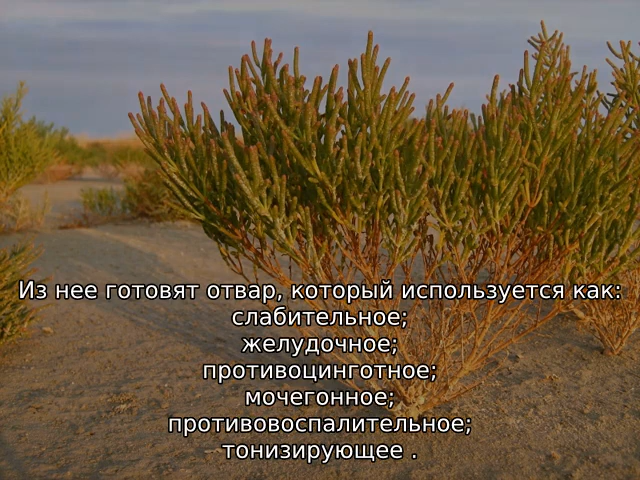 Из нее готовят отвар, который используется как:
слабительное;
желудочное;
противоцинготное;
мочегонное;
противовоспалительное;
тонизирующее .